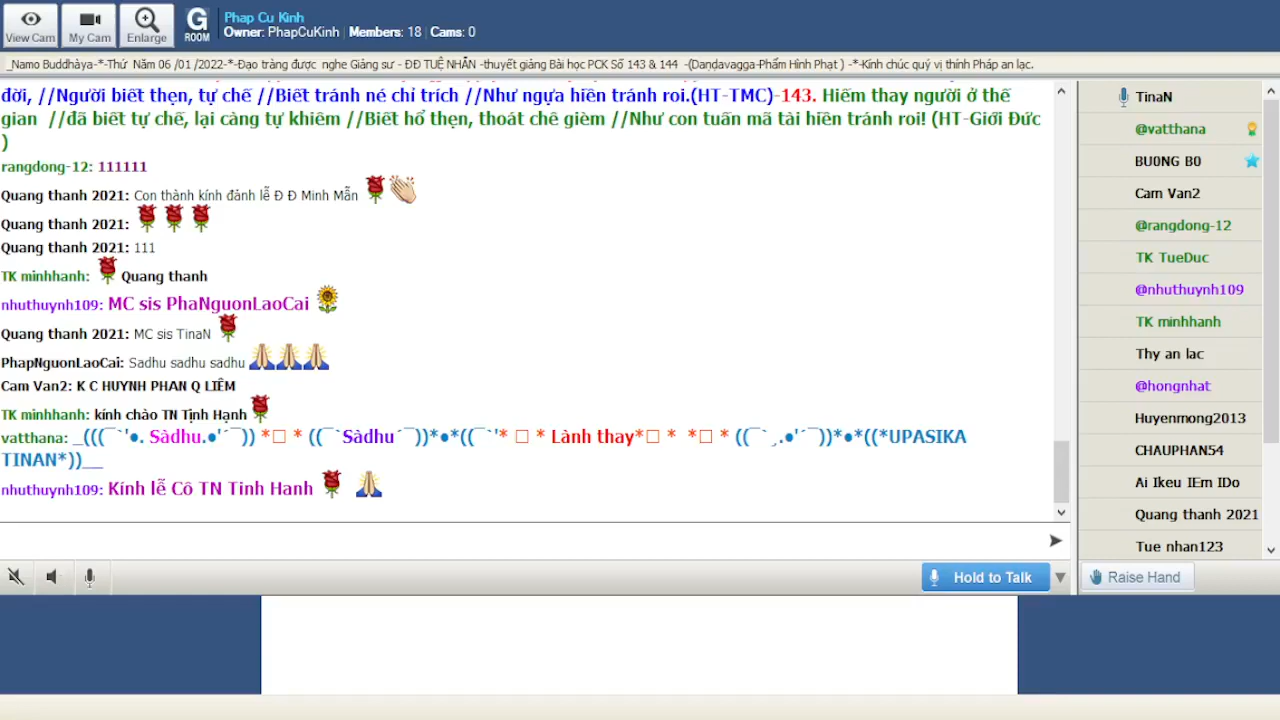 View Cam
My Cam
Enlarge
G
ROOM
Phap Cu Kinh
Owner: PhapCuKinh | Members: 18 | Cams: 0
_Namo Buddhàya-*-Thứ Năm 06 /01 /2022-*-Đạo tràng được nghe Giảng sư - ĐĐ TUỆ NHẪN -thuyết giảng Bài học PCK Số 143 & 144 -(Daṇḍavagga-Phẩm Hình Phạt ) -*-Kính chúc quý vị thính Pháp an lạc.
đời, //Người biết thẹn, tự chế //Biết tránh né chỉ trích //Như ngựa hiền tránh roi.(HT-TMC)-143. Hiếm thay người ở thế
gian //đã biết tự chế, lại càng tự khiêm //Biết hổ thẹn, thoát chê gièm //Như con tuấn mã tài hiền tránh roi! (HT-Giới Đức
)
rangdong-12: 111111
Quang thanh 2021: Con thành kính đảnh lễ Đ Đ Minh Mẫn
Quang thanh 2021:
Quang thanh 2021: 111
TK minhhanh: Quang thanh
nhuthuynh109: MC sis PhaNguonLaoCai
Quang thanh 2021: MC sis TinaN
PhapNguonLaoCai: Sadhu sadhu sadhu
Cam Van2: K C HUYNH PHAN Q LIÊM
TK minhhanh: kính chào TN Tịnh Hạnh
vatthana: _(((¯`'●. Sàdhu.●'´¯)) *□ * ((¯`Sàdhu´¯))*●*((¯`'* □ * Lành thay*□ * *□ * ((¯`ˏ.●'´¯))*●*((*UPASIKA
TINAN*))__
nhuthuynh109: Kính lễ Cô TN Tinh Hanh
Hold to Talk
TinaN
@vatthana
BU0NG B0
Cam Van2
@rangdong-12
TK TueDuc
@nhuthuynh109
TK minhhanh
Thy an lac
@hongnhat
Huyenmong2013
CHAUPHAN54
Ai Ikeu IEm IDo
Quang thanh 2021
Tue nhan123
Raise Hand